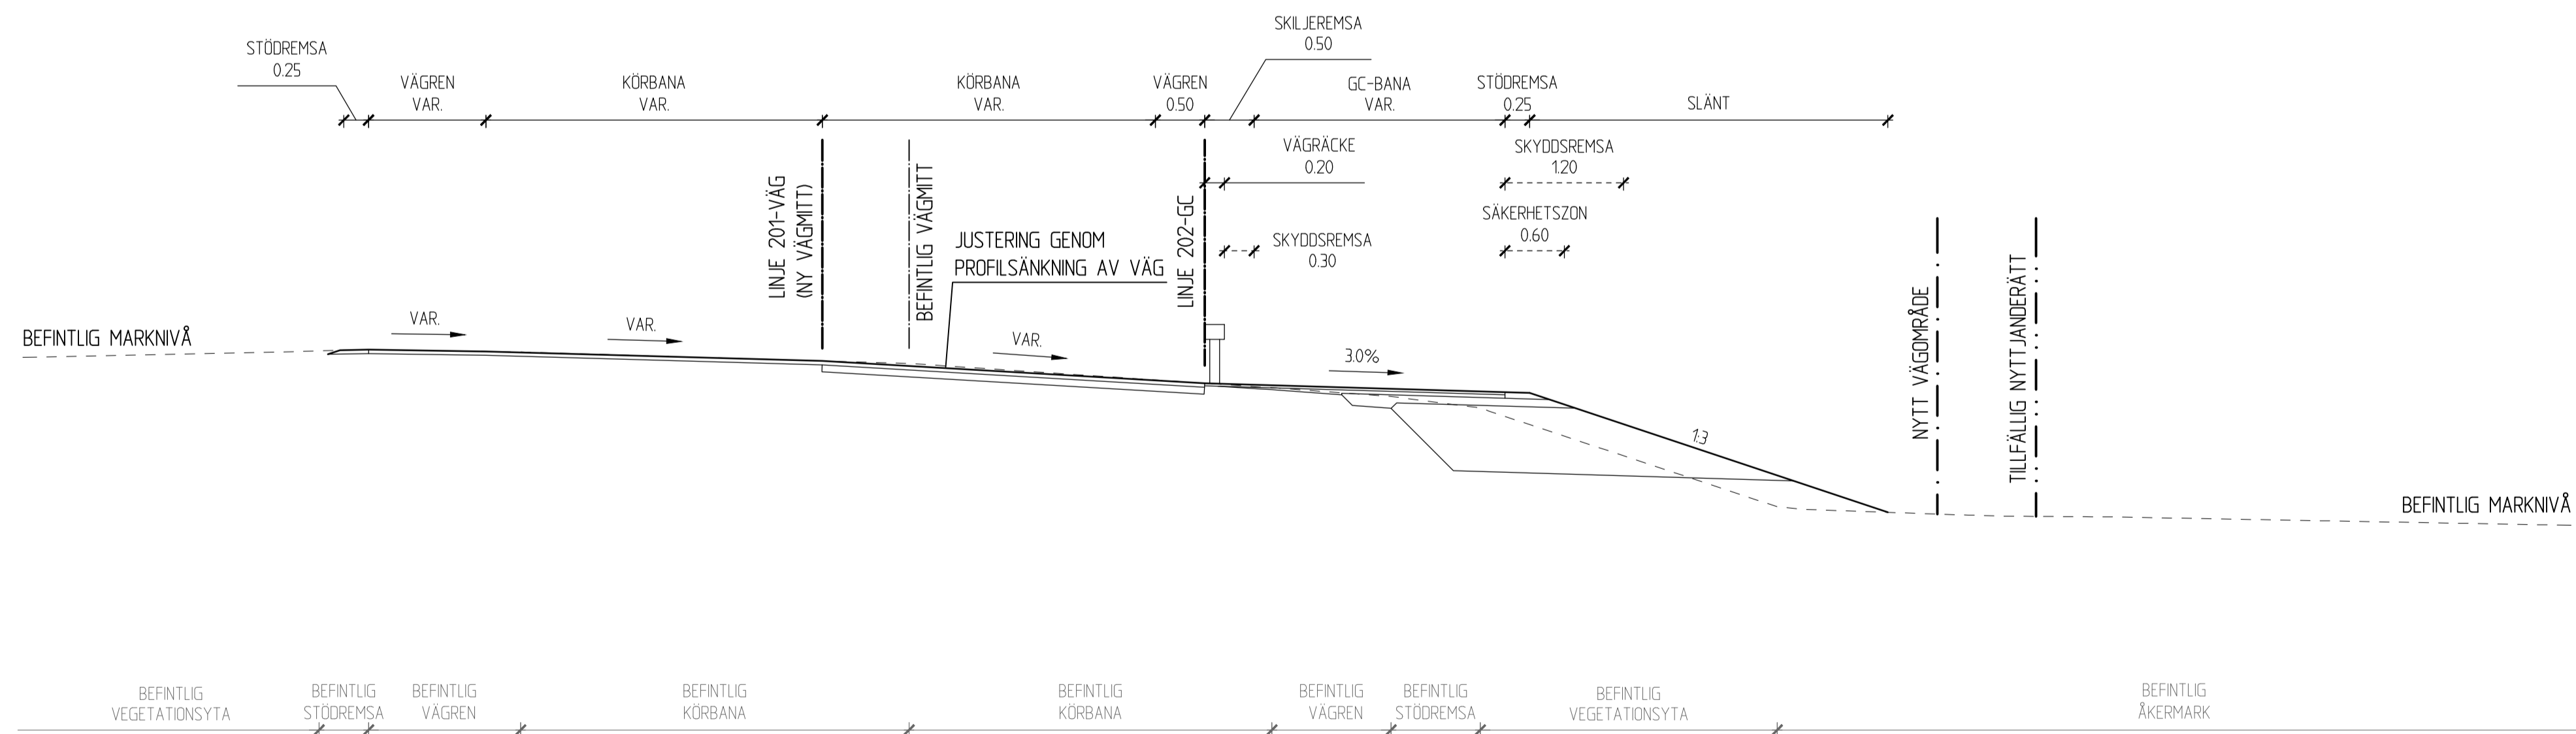 SKILJEREMSA
0.50
STÖDREMSA
0.25
VÄGREN
VAR.
KÖRBANA
VAR.
KÖRBANA
VAR.
VÄGREN
0.50
GC-BANA
VAR.
STÖDREMSA
0.25
SLÄNT
VÄGRÄCKE
0.20
SKYDDSREMSA
1.20
LINJE 201-VÄG
(NY VÄGMITT)
BEFINTLIG VÄGMITT
JUSTERING GENOM
PROFILSÄNKNING AV VÄG
LINJE 202-GC
SKYDDSREMSA
0.30
SÄKERHETSZON
0.60
NYTT VÄGOMRÅDE
TILLFÄLLIG NYTTJANDERÄTT
BEFINTLIG MARKNIVÅ
VAR.
VAR.
VAR.
3.0%
1:3
BEFINTLIG MARKNIVÅ
BEFINTLIG
VEGETATIONSYTA
BEFINTLIG
STÖDREMSA
BEFINTLIG
VÄGREN
BEFINTLIG
KÖRBANA
BEFINTLIG
KÖRBANA
BEFINTLIG
VÄGREN
BEFINTLIG
STÖDREMSA
BEFINTLIG
VEGETATIONSYTA
BEFINTLIG
ÅKERMARK